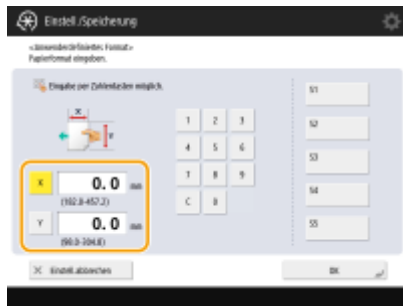 Einstell./Speicherung
<Anwenderdefiniertes Format>
Papierformat eingeben.
Eingabe per Zahlentasten möglich.
X
Y
1 2 3
4 5 6
7 8 9
C 0
X 0.0 mm
(182.0-457.2)
Y 0.0 mm
(98.0-304.8)
S1
S2
S3
S4
S5
Einstell. abbrechen
OK